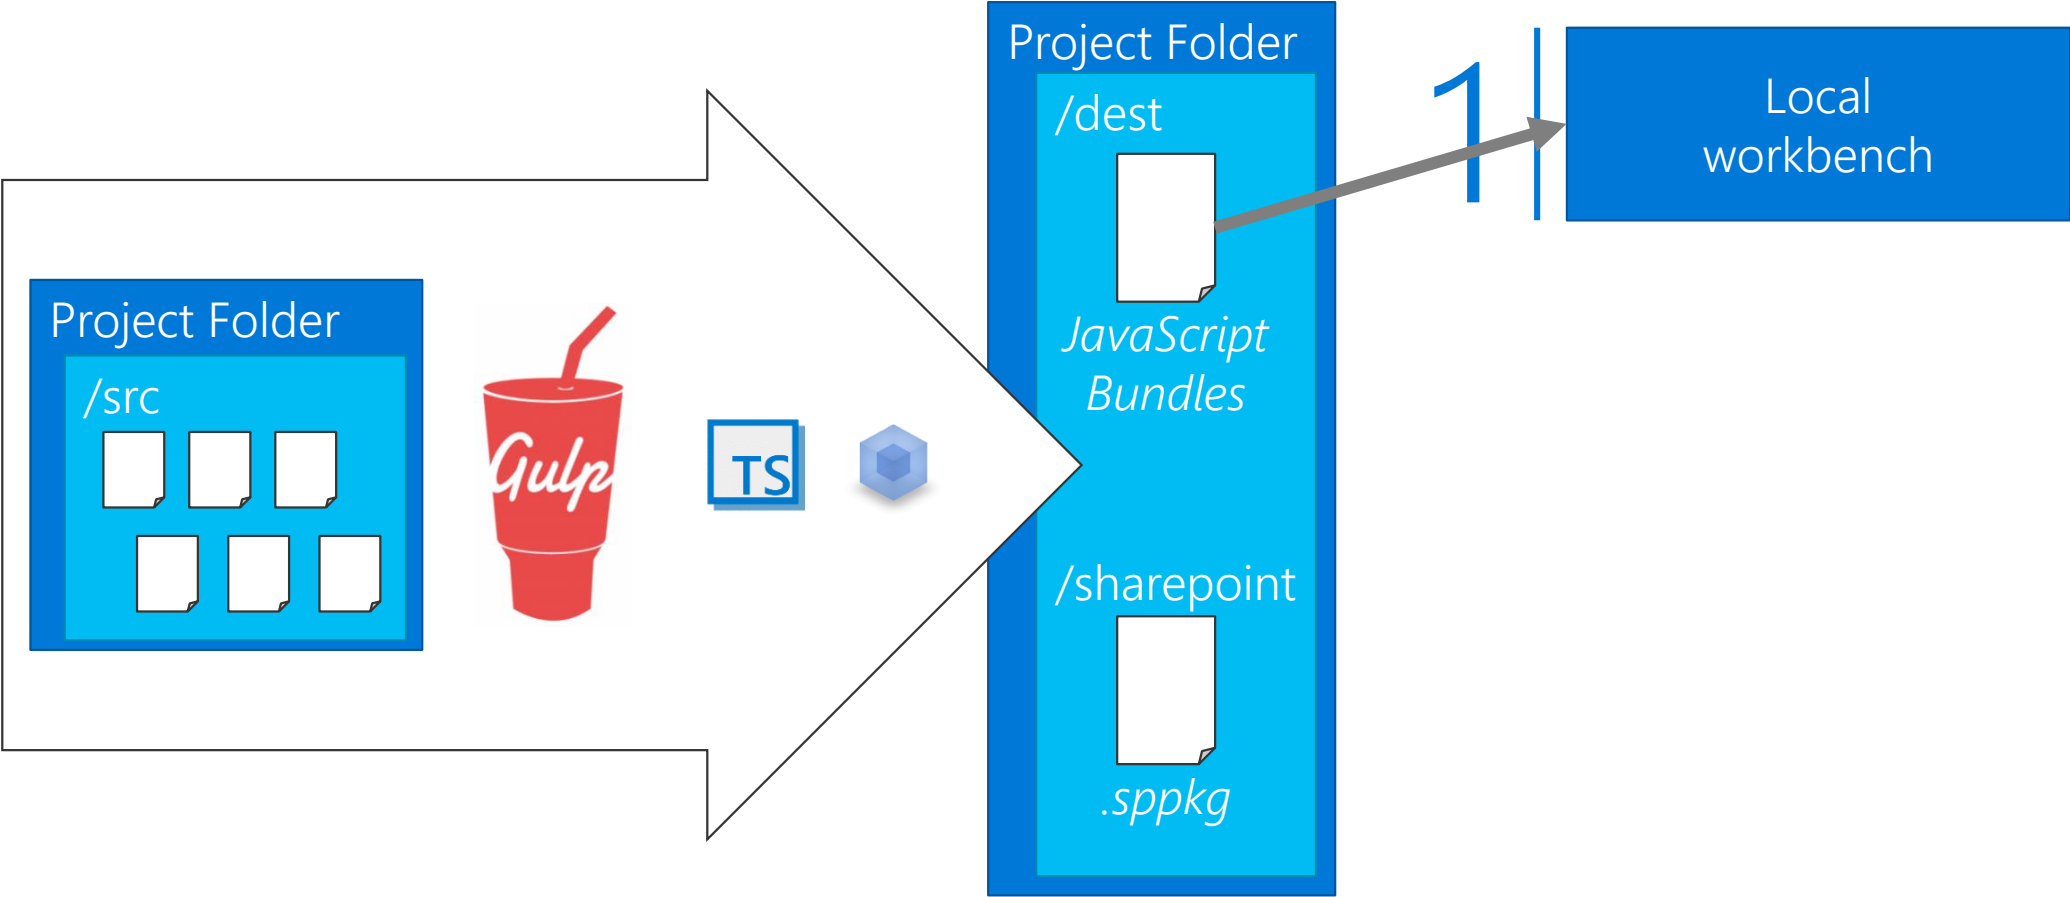 Project Folder
/src
Gulp
TS
Project Folder
/dest
JavaScript
Bundles
/sharepoint
.sppkg
1
Local
workbench